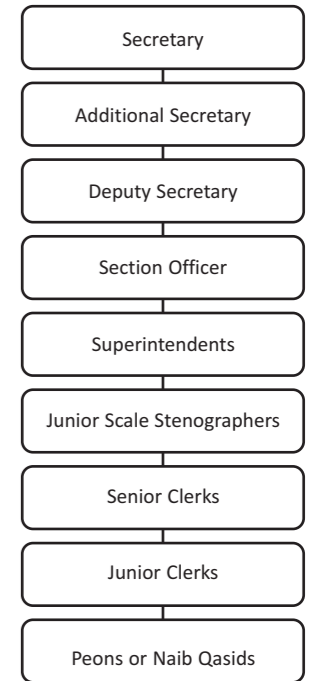 Secretary
Additional Secretary
Deputy Secretary
Section Officer
Superintendents
Junior Scale Stenographers
Senior Clerks
Junior Clerks
Peons or Naib Qasids